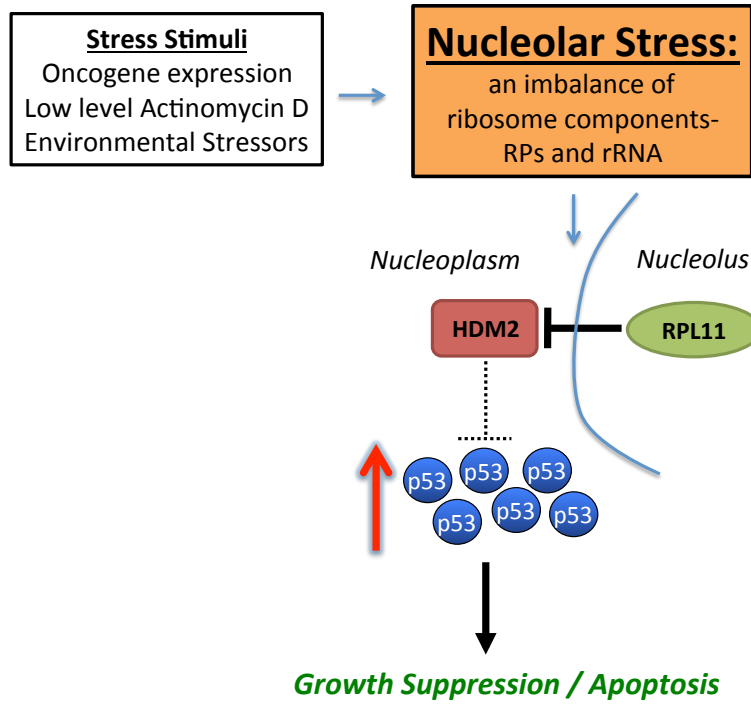 Stress Stimuli
Oncogene expression
Low level Actinomycin D
Environmental Stressors
Nucleolar Stress:
an imbalance of
ribosome components-
RPs and rRNA
Nucleoplasm
Nucleolus
HDM2
RPL11
p53
p53
p53
p53
p53
p53
Growth Suppression / Apoptosis